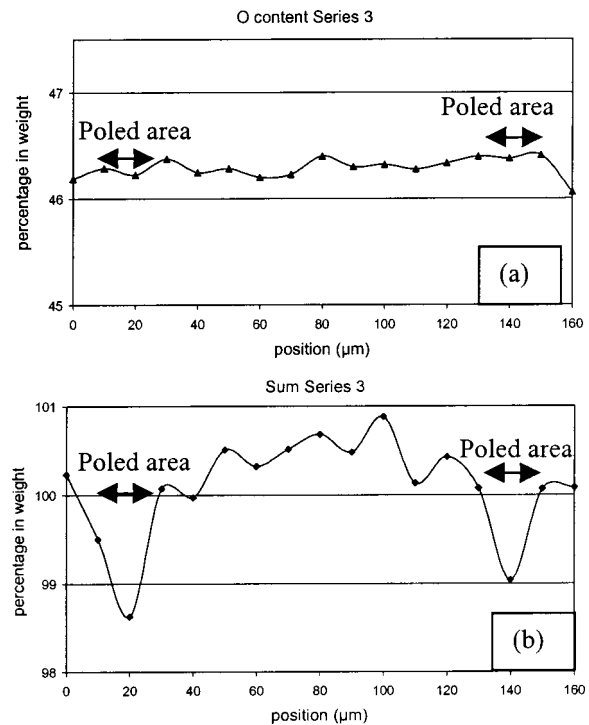 O content Series 3
47
46
45
percentage in weight
Poled area
Poled area
(a)
0 20 40 60 80 100 120 140 160
position (µm)
Sum Series 3
101
100
99
98
percentage in weight
Poled area
Poled area
(b)
0 20 40 60 80 100 120 140 160
position (µm)